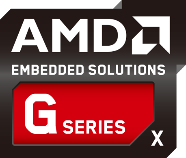 AMD
EMBEDDED SOLUTIONS
G SERIES
X